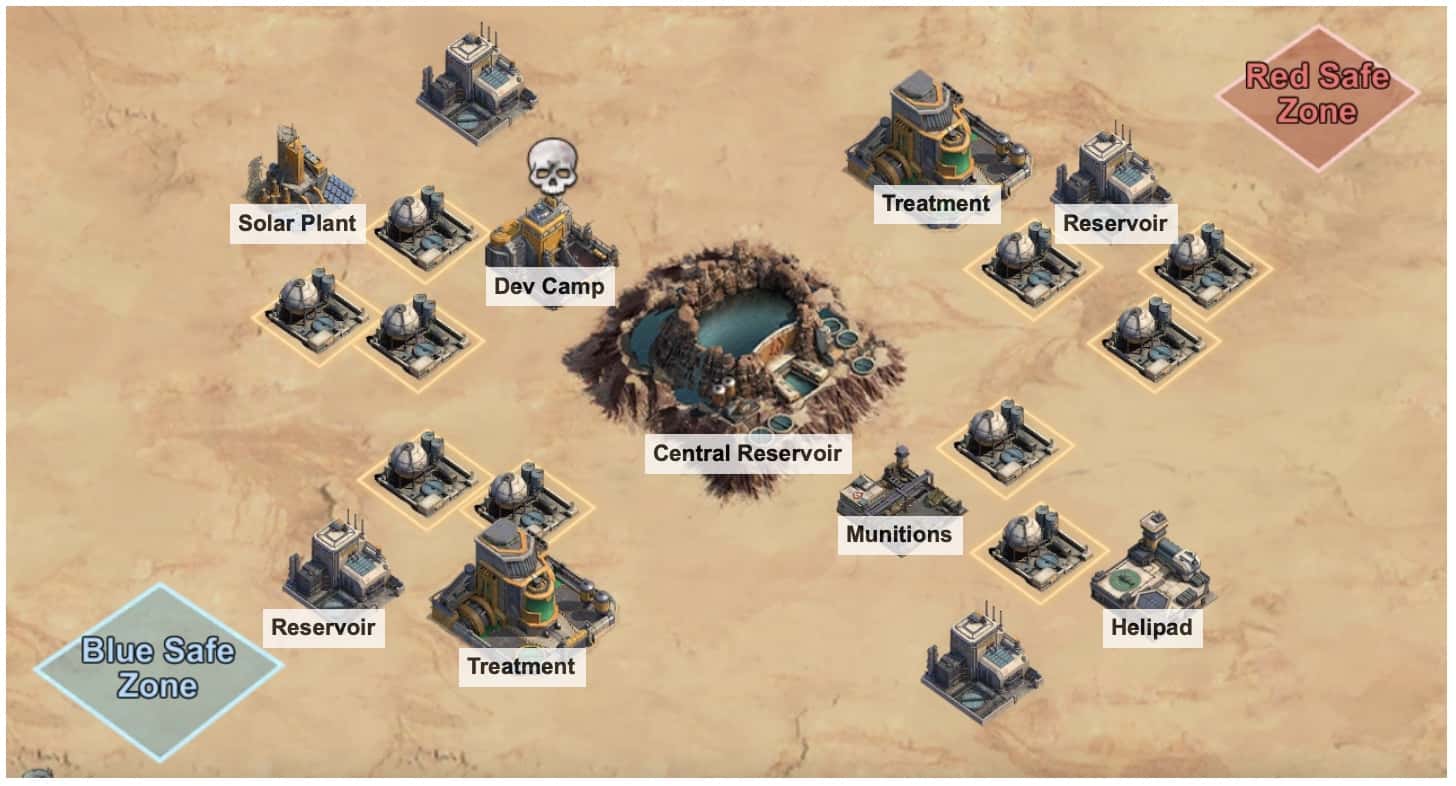 Red Safe
Zone
Treatment
Solar Plant
Reservoir
Dev Camp
Central Reservoir
Munitions
Reservoir
Helipad
Blue Safe
Zone
Treatment